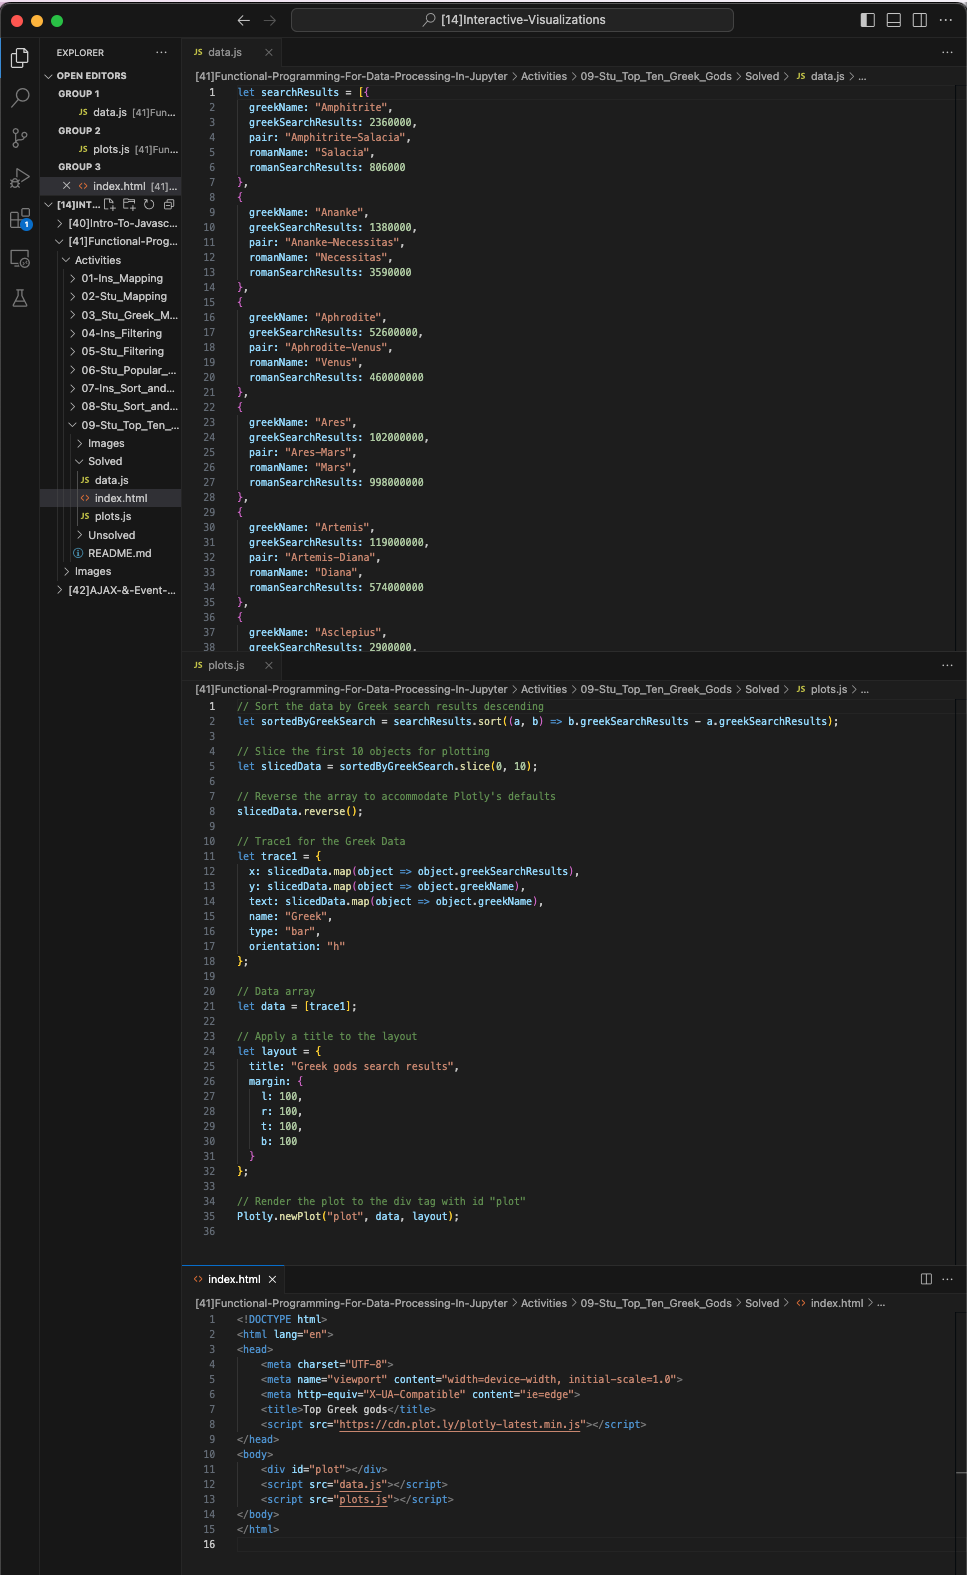 [14]Interactive-Visualizations
EXPLORER
OPEN EDITORS
GROUP 1
JS data.js [41]Fun...
GROUP 2
JS plots.js [41]Fun...
GROUP 3
<> index.html [41]...
[14]INT...
[40]Intro-To-Javasc...
[41]Functional-Prog...
Activities
01-Ins_Mapping
02-Stu_Mapping
03_Stu_Greek_M...
04-Ins_Filtering
05-Stu_Filtering
06-Stu_Popular_...
07-Ins_Sort_and...
08-Stu_Sort_and...
09-Stu_Top_Ten_...
Images
Solved
JS data.js
<> index.html
JS plots.js
Unsolved
README.md
Images
[42]AJAX-&-Event-...
1
JS data.js
[41]Functional-Programming-For-Data-Processing-In-Jupyter > Activities > 09-Stu_Top_Ten_Greek_Gods > Solved > JS data.js > ...
1 let searchResults = [{
2 greekName: "Amphitrite",
3 greekSearchResults: 2360000,
4 pair: "Amphitrite-Salacia",
5 romanName: "Salacia",
6 romanSearchResults: 806000
7 },
8 {
9 greekName: "Ananke",
10 greekSearchResults: 1380000,
11 pair: "Ananke-Necessitas",
12 romanName: "Necessitas",
13 romanSearchResults: 3590000
14 },
15 {
16 greekName: "Aphrodite",
17 greekSearchResults: 52600000,
18 pair: "Aphrodite-Venus",
19 romanName: "Venus",
20 romanSearchResults: 460000000
21 },
22 {
23 greekName: "Ares",
24 greekSearchResults: 102000000,
25 pair: "Ares-Mars",
26 romanName: "Mars",
27 romanSearchResults: 998000000
28 },
29 {
30 greekName: "Artemis",
31 greekSearchResults: 119000000,
32 pair: "Artemis-Diana",
33 romanName: "Diana",
34 romanSearchResults: 574000000
35 },
36 {
37 greekName: "Asclepius",
38 greekSearchResults: 2900000,
JS plots.js
[41]Functional-Programming-For-Data-Processing-In-Jupyter > Activities > 09-Stu_Top_Ten_Greek_Gods > Solved > JS plots.js > ...
1 // Sort the data by Greek search results descending
2 let sortedByGreekSearch = searchResults.sort((a, b) => b.greekSearchResults - a.greekSearchResults);
3
4 // Slice the first 10 objects for plotting
5 let slicedData = sortedByGreekSearch.slice(0, 10);
6
7 // Reverse the array to accommodate Plotly's defaults
8 slicedData.reverse();
9
10 // Trace1 for the Greek Data
11 let trace1 = {
12 x: slicedData.map(object => object.greekSearchResults),
13 y: slicedData.map(object => object.greekName),
14 text: slicedData.map(object => object.greekName),
15 name: "Greek",
16 type: "bar",
17 orientation: "h"
18 };
19
20 // Data array
21 let data = [trace1];
22
23 // Apply a title to the layout
24 let layout = {
25 title: "Greek gods search results",
26 margin: {
27 l: 100,
28 r: 100,
29 t: 100,
30 b: 100
31 }
32 };
33
34 // Render the plot to the div tag with id "plot"
35 Plotly.newPlot("plot", data, layout);
36
<> index.html
[41]Functional-Programming-For-Data-Processing-In-Jupyter > Activities > 09-Stu_Top_Ten_Greek_Gods > Solved > <> index.html > ...
1 <!DOCTYPE html>
2 <html lang="en">
3 <head>
4 <meta charset="UTF-8">
5 <meta name="viewport" content="width=device-width, initial-scale=1.0">
6 <meta http-equiv="X-UA-Compatible" content="ie=edge">
7 <title>Top Greek gods</title>
8 <script src="https://cdn.plot.ly/plotly-latest.min.js"></script>
9 </head>
10 <body>
11 <div id="plot"></div>
12 <script src="data.js"></script>
13 <script src="plots.js"></script>
14 </body>
15 </html>
16